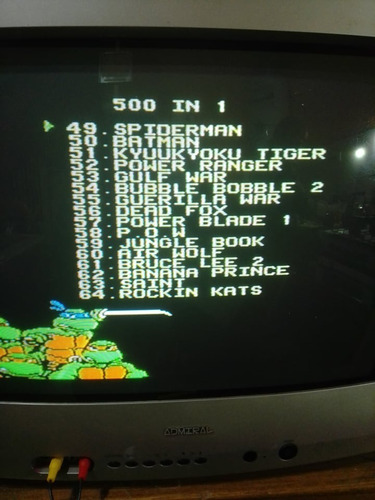 500 IN 1
49.SPIDERMAN
50.BATMAN
51.KYUUKYOKU TIGER
52.POWER RANGER
53.GULF WAR
54.BUBBLE BOBBLE 2
55.GUERILLA WAR
56.DEAD FOX
57.POWER BLADE 1
58.P.O.W
59.JUNGLE BOOK
60.AIR WOLF
61.BRUCE LEE 2
62.BANANA PRINCE
63.SAINT
64.ROCKIN KATS
ADMIRAL